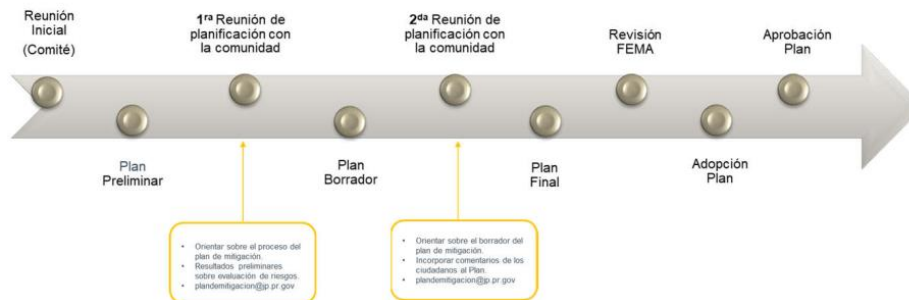 Reunión
Inicial
(Comité)
1ra Reunión de
planificación con
la comunidad
2da Reunión de
planificación con
la comunidad
Revisión
FEMA
Aprobación
Plan
Plan
Preliminar
Plan
Borrador
Plan
Final
Adopción
Plan
• Orientar sobre el proceso del
plan de mitigación.
• Resultados preliminares
sobre evaluación de riesgos.
• plandemitigacion@jp.pr.gov
• Orientar sobre el borrador del
plan de mitigación.
• Incorporar comentarios de los
ciudadanos al Plan.
• plandemitigacion@jp.pr.gov